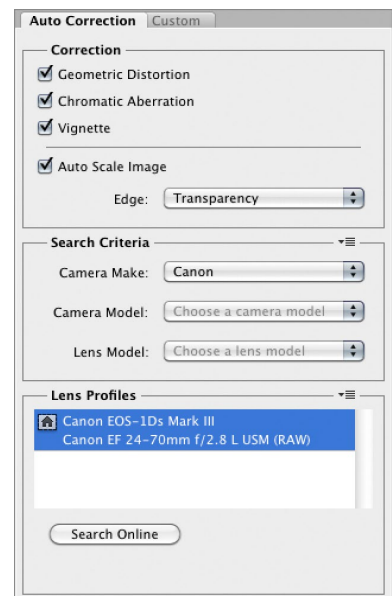 Auto Correction Custom
Correction
Geometric Distortion
Chromatic Aberration
Vignette
Auto Scale Image
Edge: Transparency
Search Criteria
Camera Make: Canon
Camera Model: Choose a camera model
Lens Model: Choose a lens model
Lens Profiles
Canon EOS-1Ds Mark III
Canon EF 24-70mm f/2.8 L USM (RAW)
Search Online